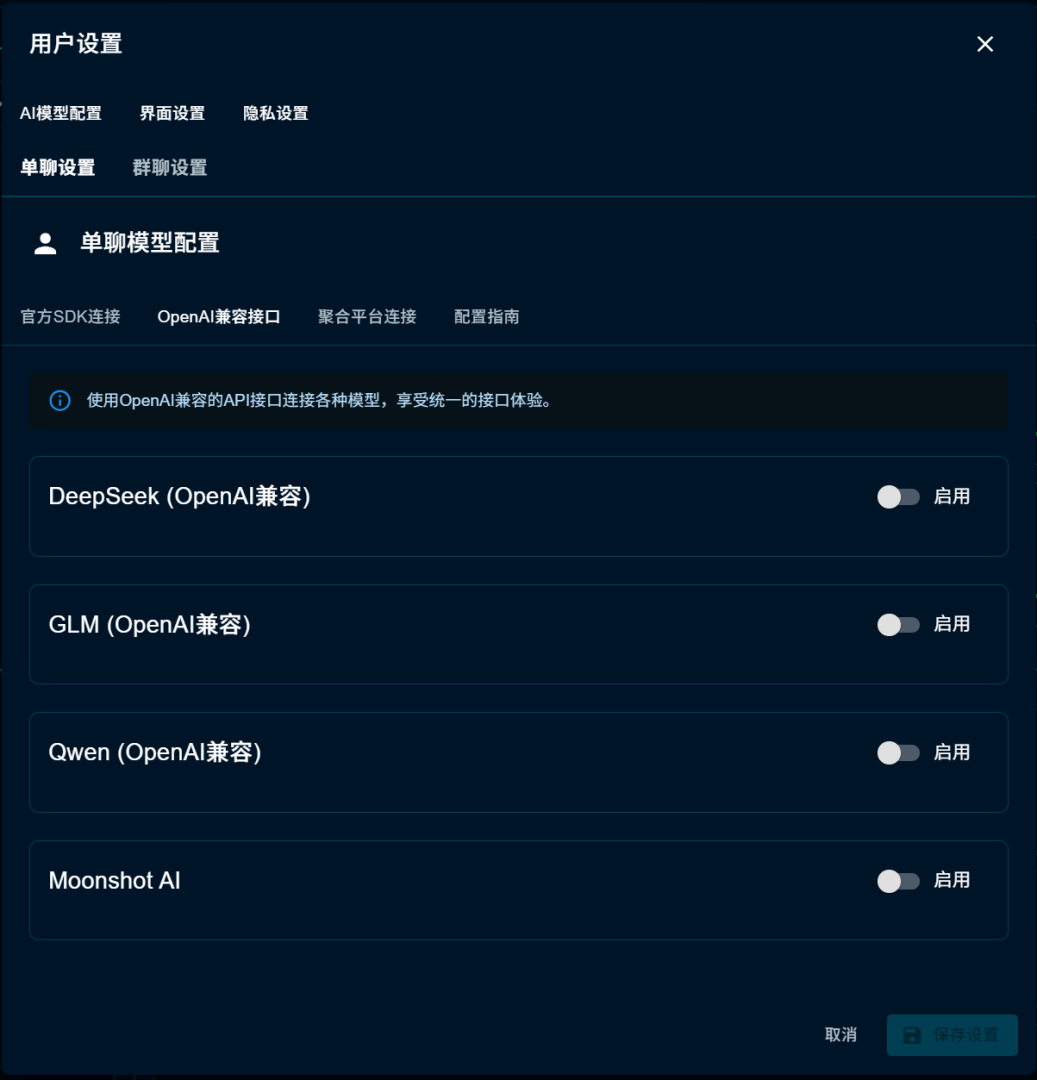 用户设置
AI模型配置 界面设置 隐私设置
单聊设置 群聊设置
单聊模型配置
官方SDK连接 OpenAI兼容接口 聚合平台连接 配置指南
使用OpenAI兼容的API接口连接各种模型，享受统一的接口体验。
DeepSeek (OpenAI兼容) 启用
GLM (OpenAI兼容) 启用
Qwen (OpenAI兼容) 启用
Moonshot AI 启用
取消 保存设置